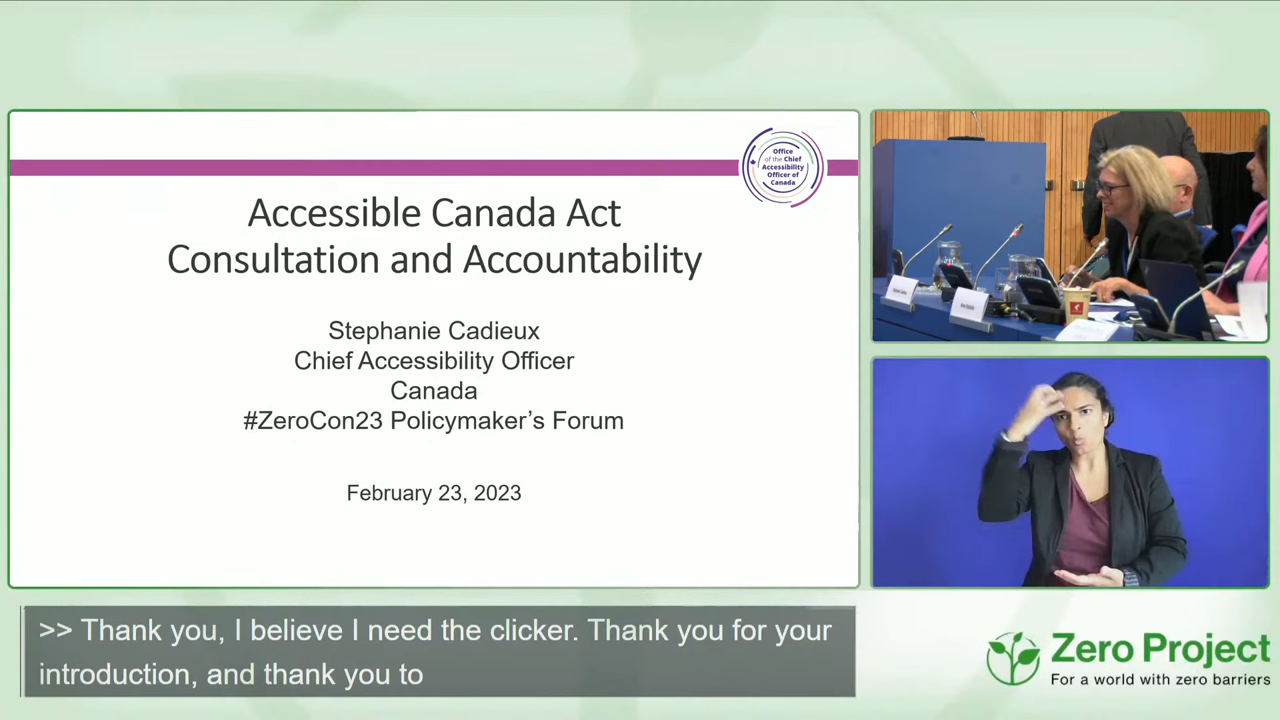 Office
of the Chief
Accessibility
Officer of
Canada
Accessible Canada Act
Consultation and Accountability
Stephanie Cadieux
Chief Accessibility Officer
Canada
#ZeroCon23 Policymaker's Forum
February 23, 2023
>> Thank you, I believe I need the clicker. Thank you for your
introduction, and thank you to
Zero Project
For a world with zero barriers